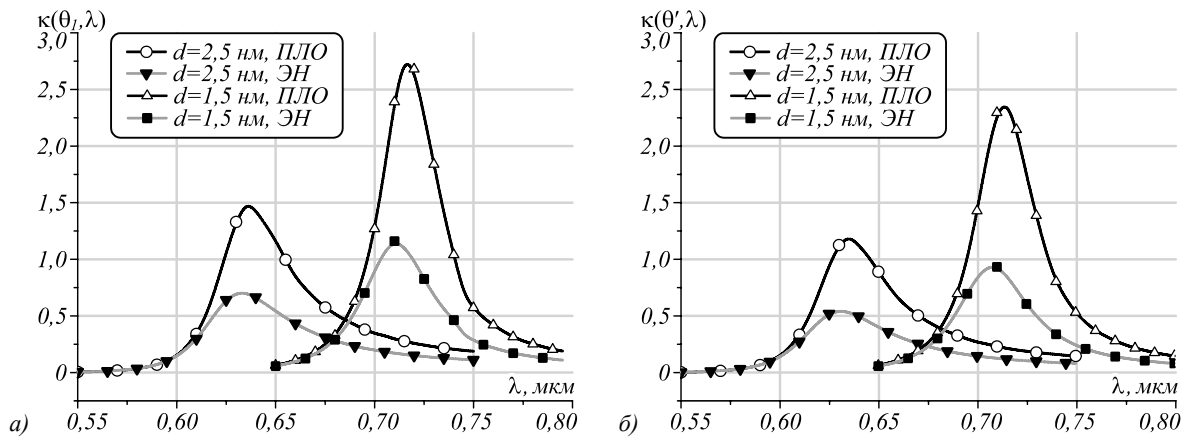 κ(θ₁,λ)
3,0
2,5
2,0
1,5
1,0
0,5
0
d=2,5 нм, ПЛО
d=2,5 нм, ЭН
d=1,5 нм, ПЛО
d=1,5 нм, ЭН
λ, мкм
0,55 0,60 0,65 0,70 0,75 0,80
а)
κ(θ′,λ)
3,0
2,5
2,0
1,5
1,0
0,5
0
d=2,5 нм, ПЛО
d=2,5 нм, ЭН
d=1,5 нм, ПЛО
d=1,5 нм, ЭН
λ, мкм
0,55 0,60 0,65 0,70 0,75 0,80
б)